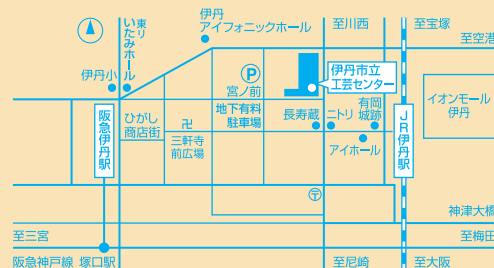 伊丹
アイフォニックホール
至川西
至宝塚
至空港
東リ
いたみホール
伊丹小
P
宮ノ前
地下有料
駐車場
伊丹市立
工芸センター
イオンモール
伊丹
阪急伊丹駅
ひがし
商店街
卍
三軒寺
前広場
長寿蔵
ニトリ
有岡
城跡
アイホール
JR伊丹駅
〒
神津大橋
至三宮
至梅田
阪急神戸線 塚口駅
至尼崎
至大阪